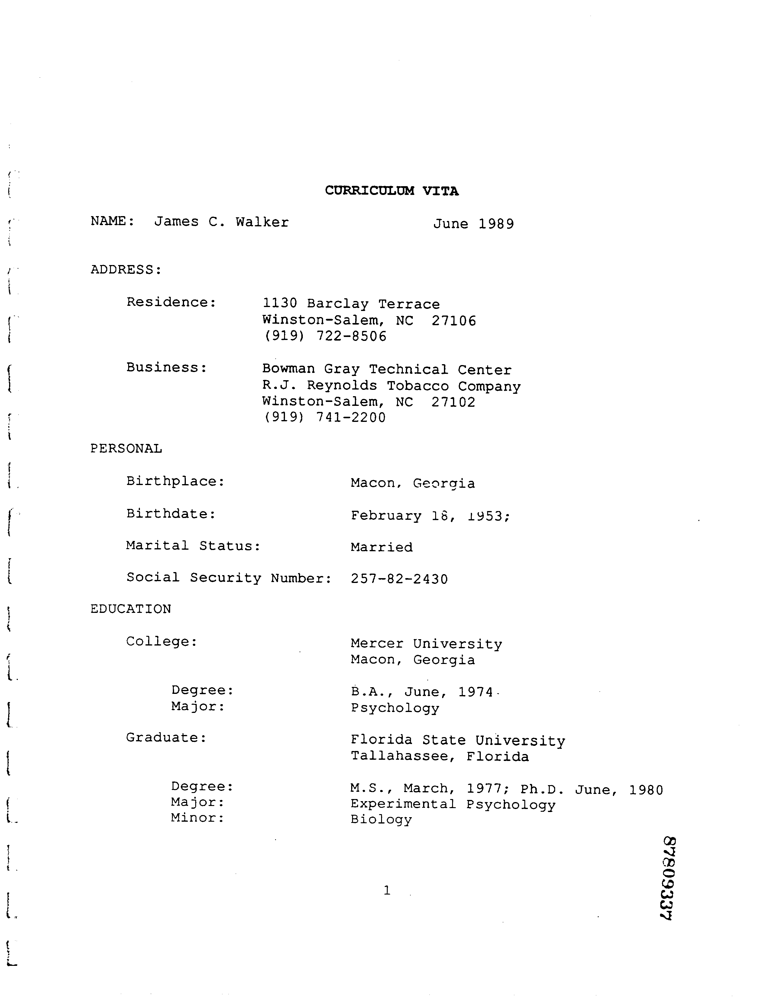 CURRICULUM VITA
NAME: James C. Walker June 1989
ADDRESS:
Residence: 1130 Barclay Terrace
Winston-Salem, NC 27106
(919) 722-8506
Business: Bowman Gray Technical Center
R.J. Reynolds Tobacco Company
Winston-Salem, NC 27102
(919) 741-2200
PERSONAL
Birthplace: Macon, Georgia
Birthdate: February 18, 1953;
Marital Status: Married
Social Security Number: 257-82-2430
EDUCATION
College: Mercer University
Macon, Georgia
Degree: B.A., June, 1974
Major: Psychology
Graduate: Florida State University
Tallahassee, Florida
Degree: M.S., March, 1977; Ph.D. June, 1980
Major: Experimental Psychology
Minor: Biology
1
87809337